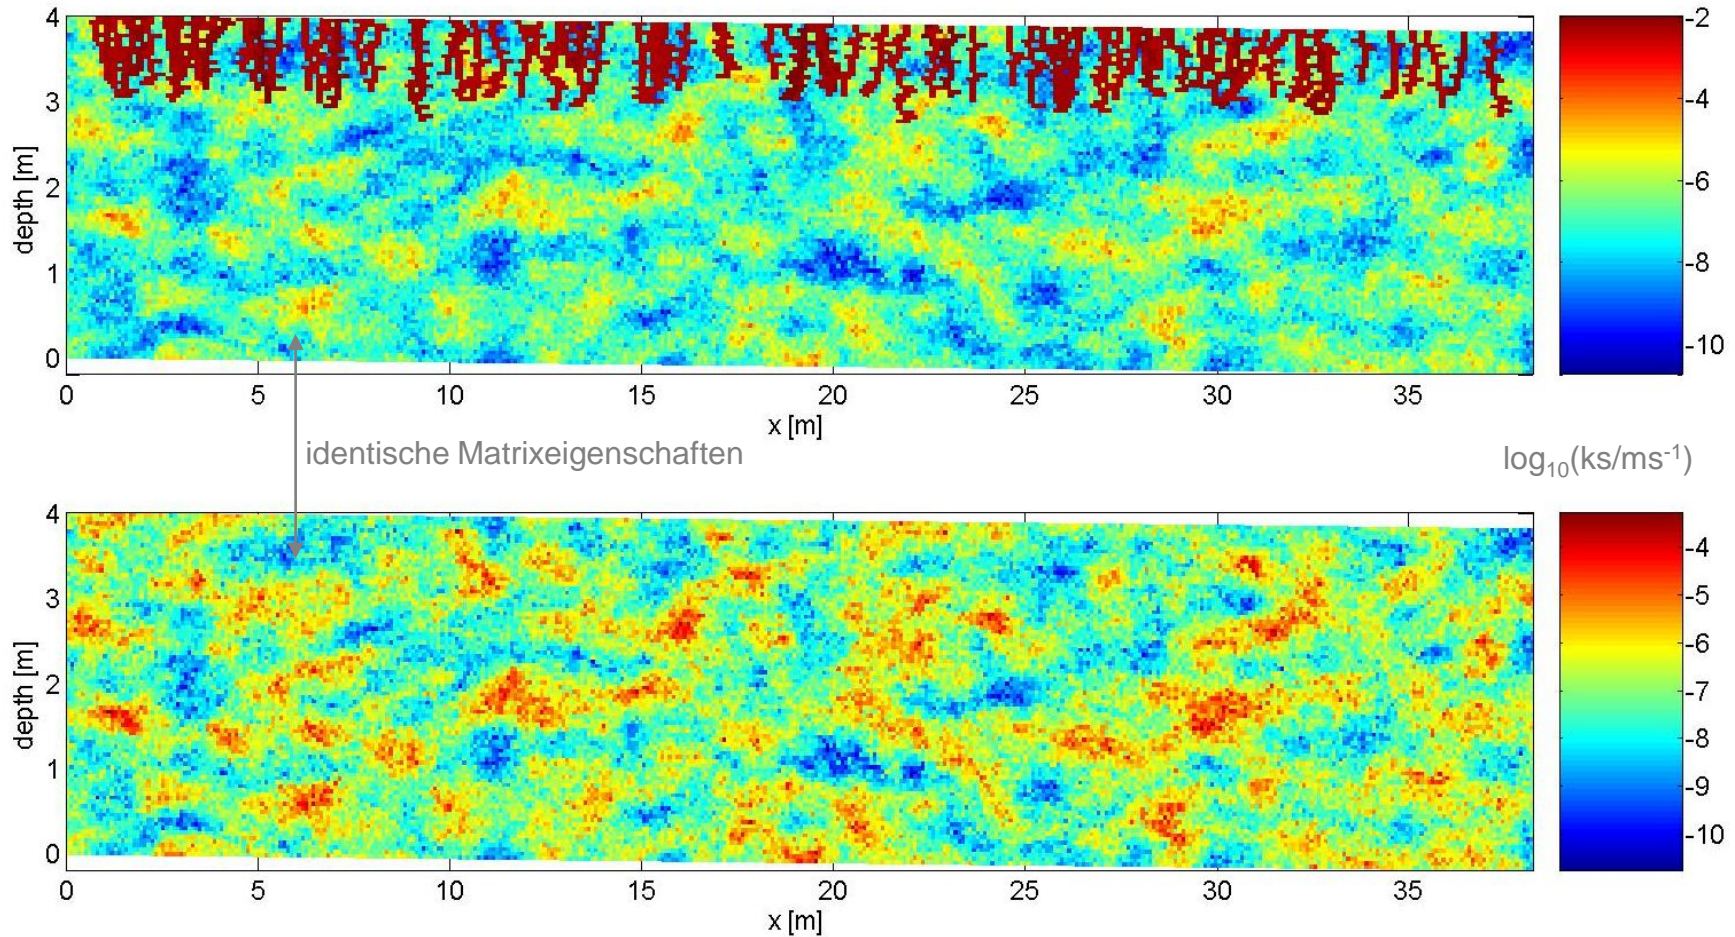 4
3
2
1
0
depth [m]
0 5 10 15 20 25 30 35
x [m]
-2
-4
-6
-8
-10
identische Matrixeigenschaften
log₁₀(ks/ms⁻¹)
4
3
2
1
0
depth [m]
0 5 10 15 20 25 30 35
x [m]
-4
-5
-6
-7
-8
-9
-10